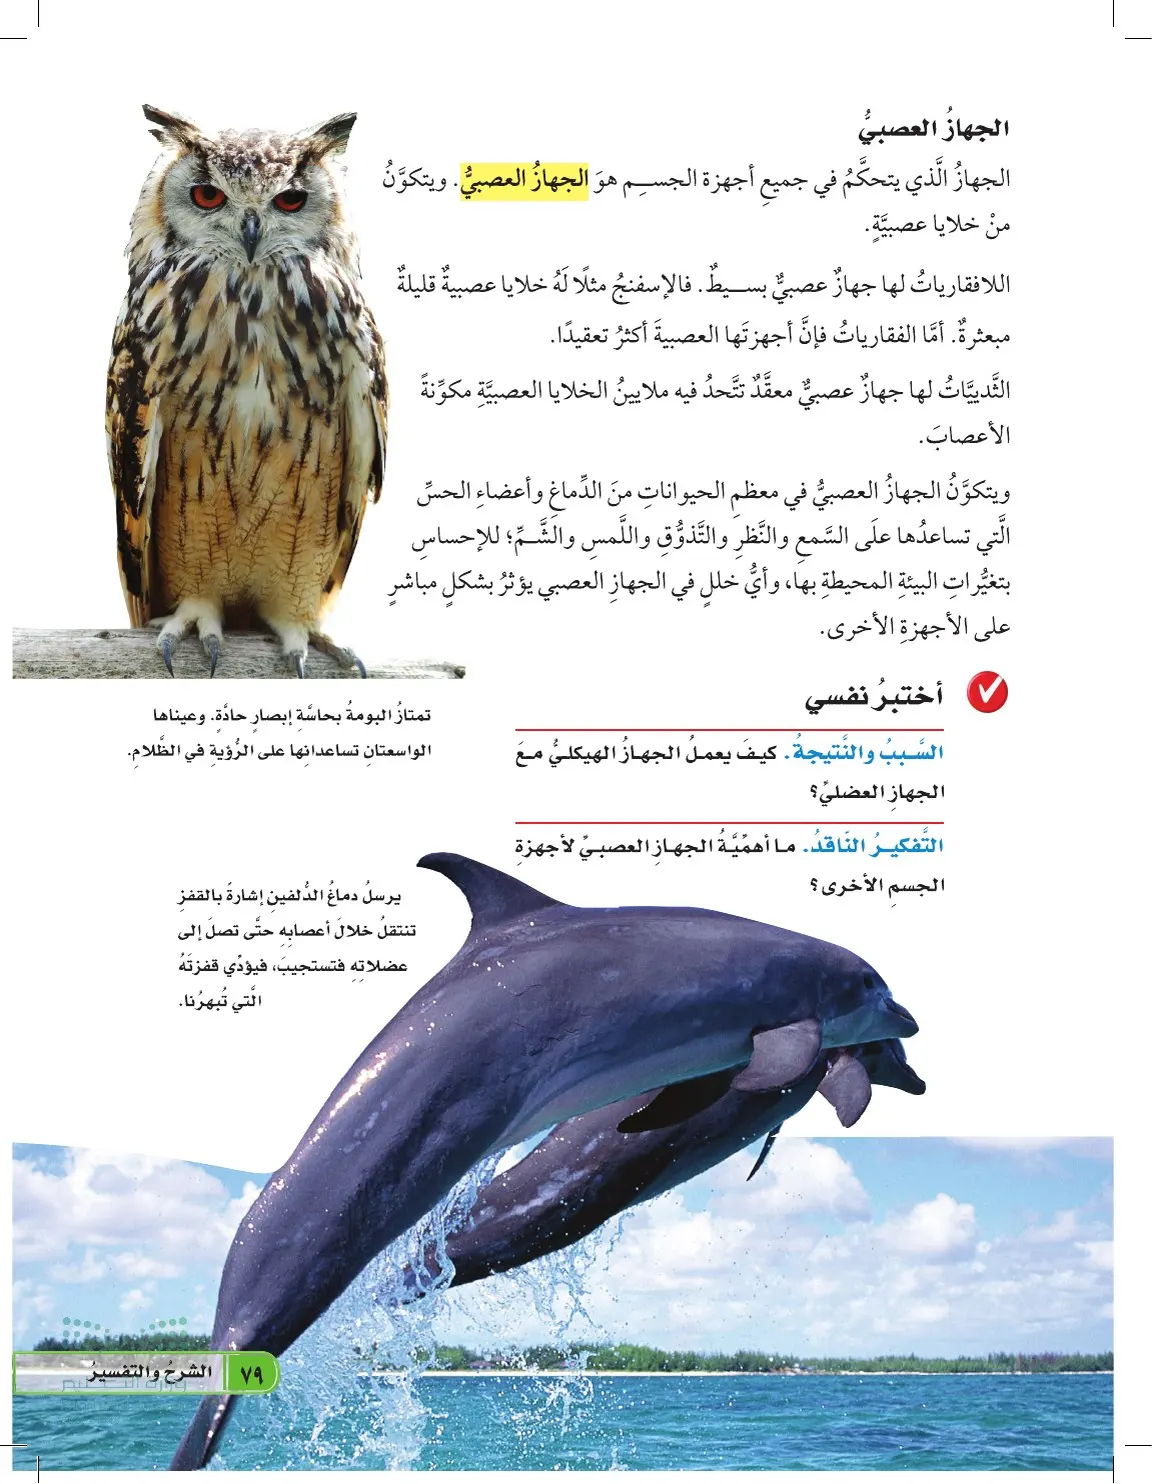 الجهازُ العصبيُّ
الجهازُ الَّذي يتحكَّمُ في جميعِ أجهزة الجسـمِ هوَ الجهازُ العصبيُّ. ويتكوَّنُ
منْ خلايا عصبيَّةٍ.
اللافقارياتُ لها جهازٌ عصبيٌّ بسـيطٌ. فالإسفنجُ مثلًا لَهُ خلايا عصبيةٌ قليلةٌ
مبعثرةٌ. أمَّا الفقارياتُ فإنَّ أجهزتَها العصبيةَ أكثرُ تعقيدًا.
الثَّدييَّاتُ لها جهازٌ عصبيٌّ معقَّدٌ تتَّحدُ فيه ملايينُ الخلايا العصبيَّةِ مكوِّنةً
الأعصابَ.
ويتكوَّنُ الجهازُ العصبيُّ في معظمِ الحيواناتِ منَ الدِّماغِ وأعضاءِ الحسِّ
الَّتي تساعدُها علَى السَّمعِ والنَّظرِ والتَّذوُّقِ واللَّمسِ والشَّـمِّ؛ للإحساسِ
بتغيُّراتِ البيئةِ المحيطةِ بها، وأيُّ خللٍ في الجهازِ العصبي يؤثرُ بشكلٍ مباشرٍ
على الأجهزةِ الأخرى.
أختبرُ نفسي
السَّببُ والنَّتيجةُ. كيفَ يعملُ الجهازُ الهيكليُّ معَ
الجهازِ العضليِّ؟
التَّفكيرُ النَّاقدُ. ما أهمِّيَّةُ الجهازِ العصبيِّ لأجهزةِ
الجسمِ الأخرى؟
تمتازُ البومةُ بحاسَّةِ إبصارٍ حادَّةٍ. وعيناها
الواسعتانِ تساعدانِها على الرُّؤيةِ في الظَّلامِ.
يرسلُ دماغُ الدُّلفينِ إشارةً بالقفزِ
تنتقلُ خلالَ أعصابِهِ حتَّى تصلَ إلى
عضلاتِهِ فتستجيبَ، فيؤدِّي قفزتَهُ
الَّتي تُبهرُنا.
الشرحُ والتفسيرُ ٧٩